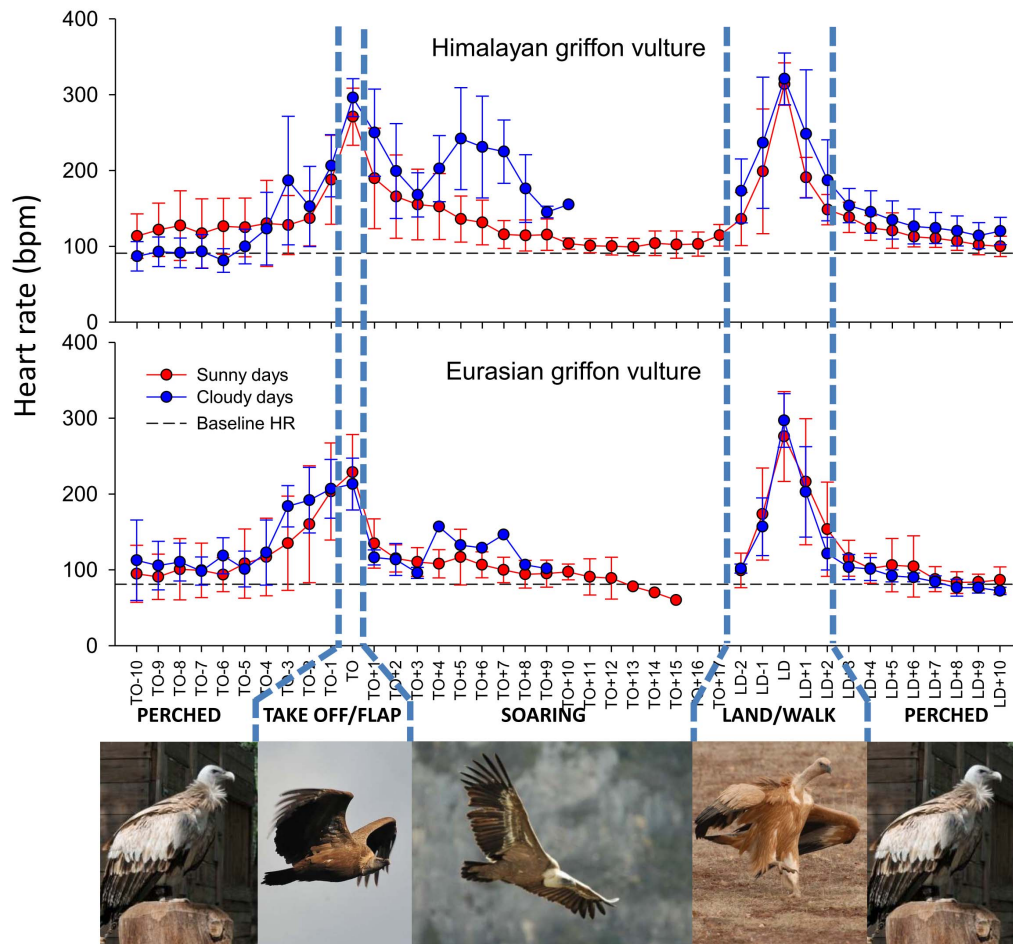 Heart rate (bpm)
Himalayan griffon vulture
400
300
200
100
0
Eurasian griffon vulture
Sunny days
Cloudy days
Baseline HR
400
300
200
100
0
TO-10
TO-9
TO-8
TO-7
TO-6
TO-5
TO-4
TO-3
TO-2
TO-1
TO
TO+1
TO+2
TO+3
TO+4
TO+5
TO+6
TO+7
TO+8
TO+9
TO+10
TO+11
TO+12
TO+13
TO+14
TO+15
TO+16
TO+17
LD-2
LD-1
LD
LD+1
LD+2
LD+3
LD+4
LD+5
LD+6
LD+7
LD+8
LD+9
LD+10
PERCHED
TAKE OFF/FLAP
SOARING
LAND/WALK
PERCHED